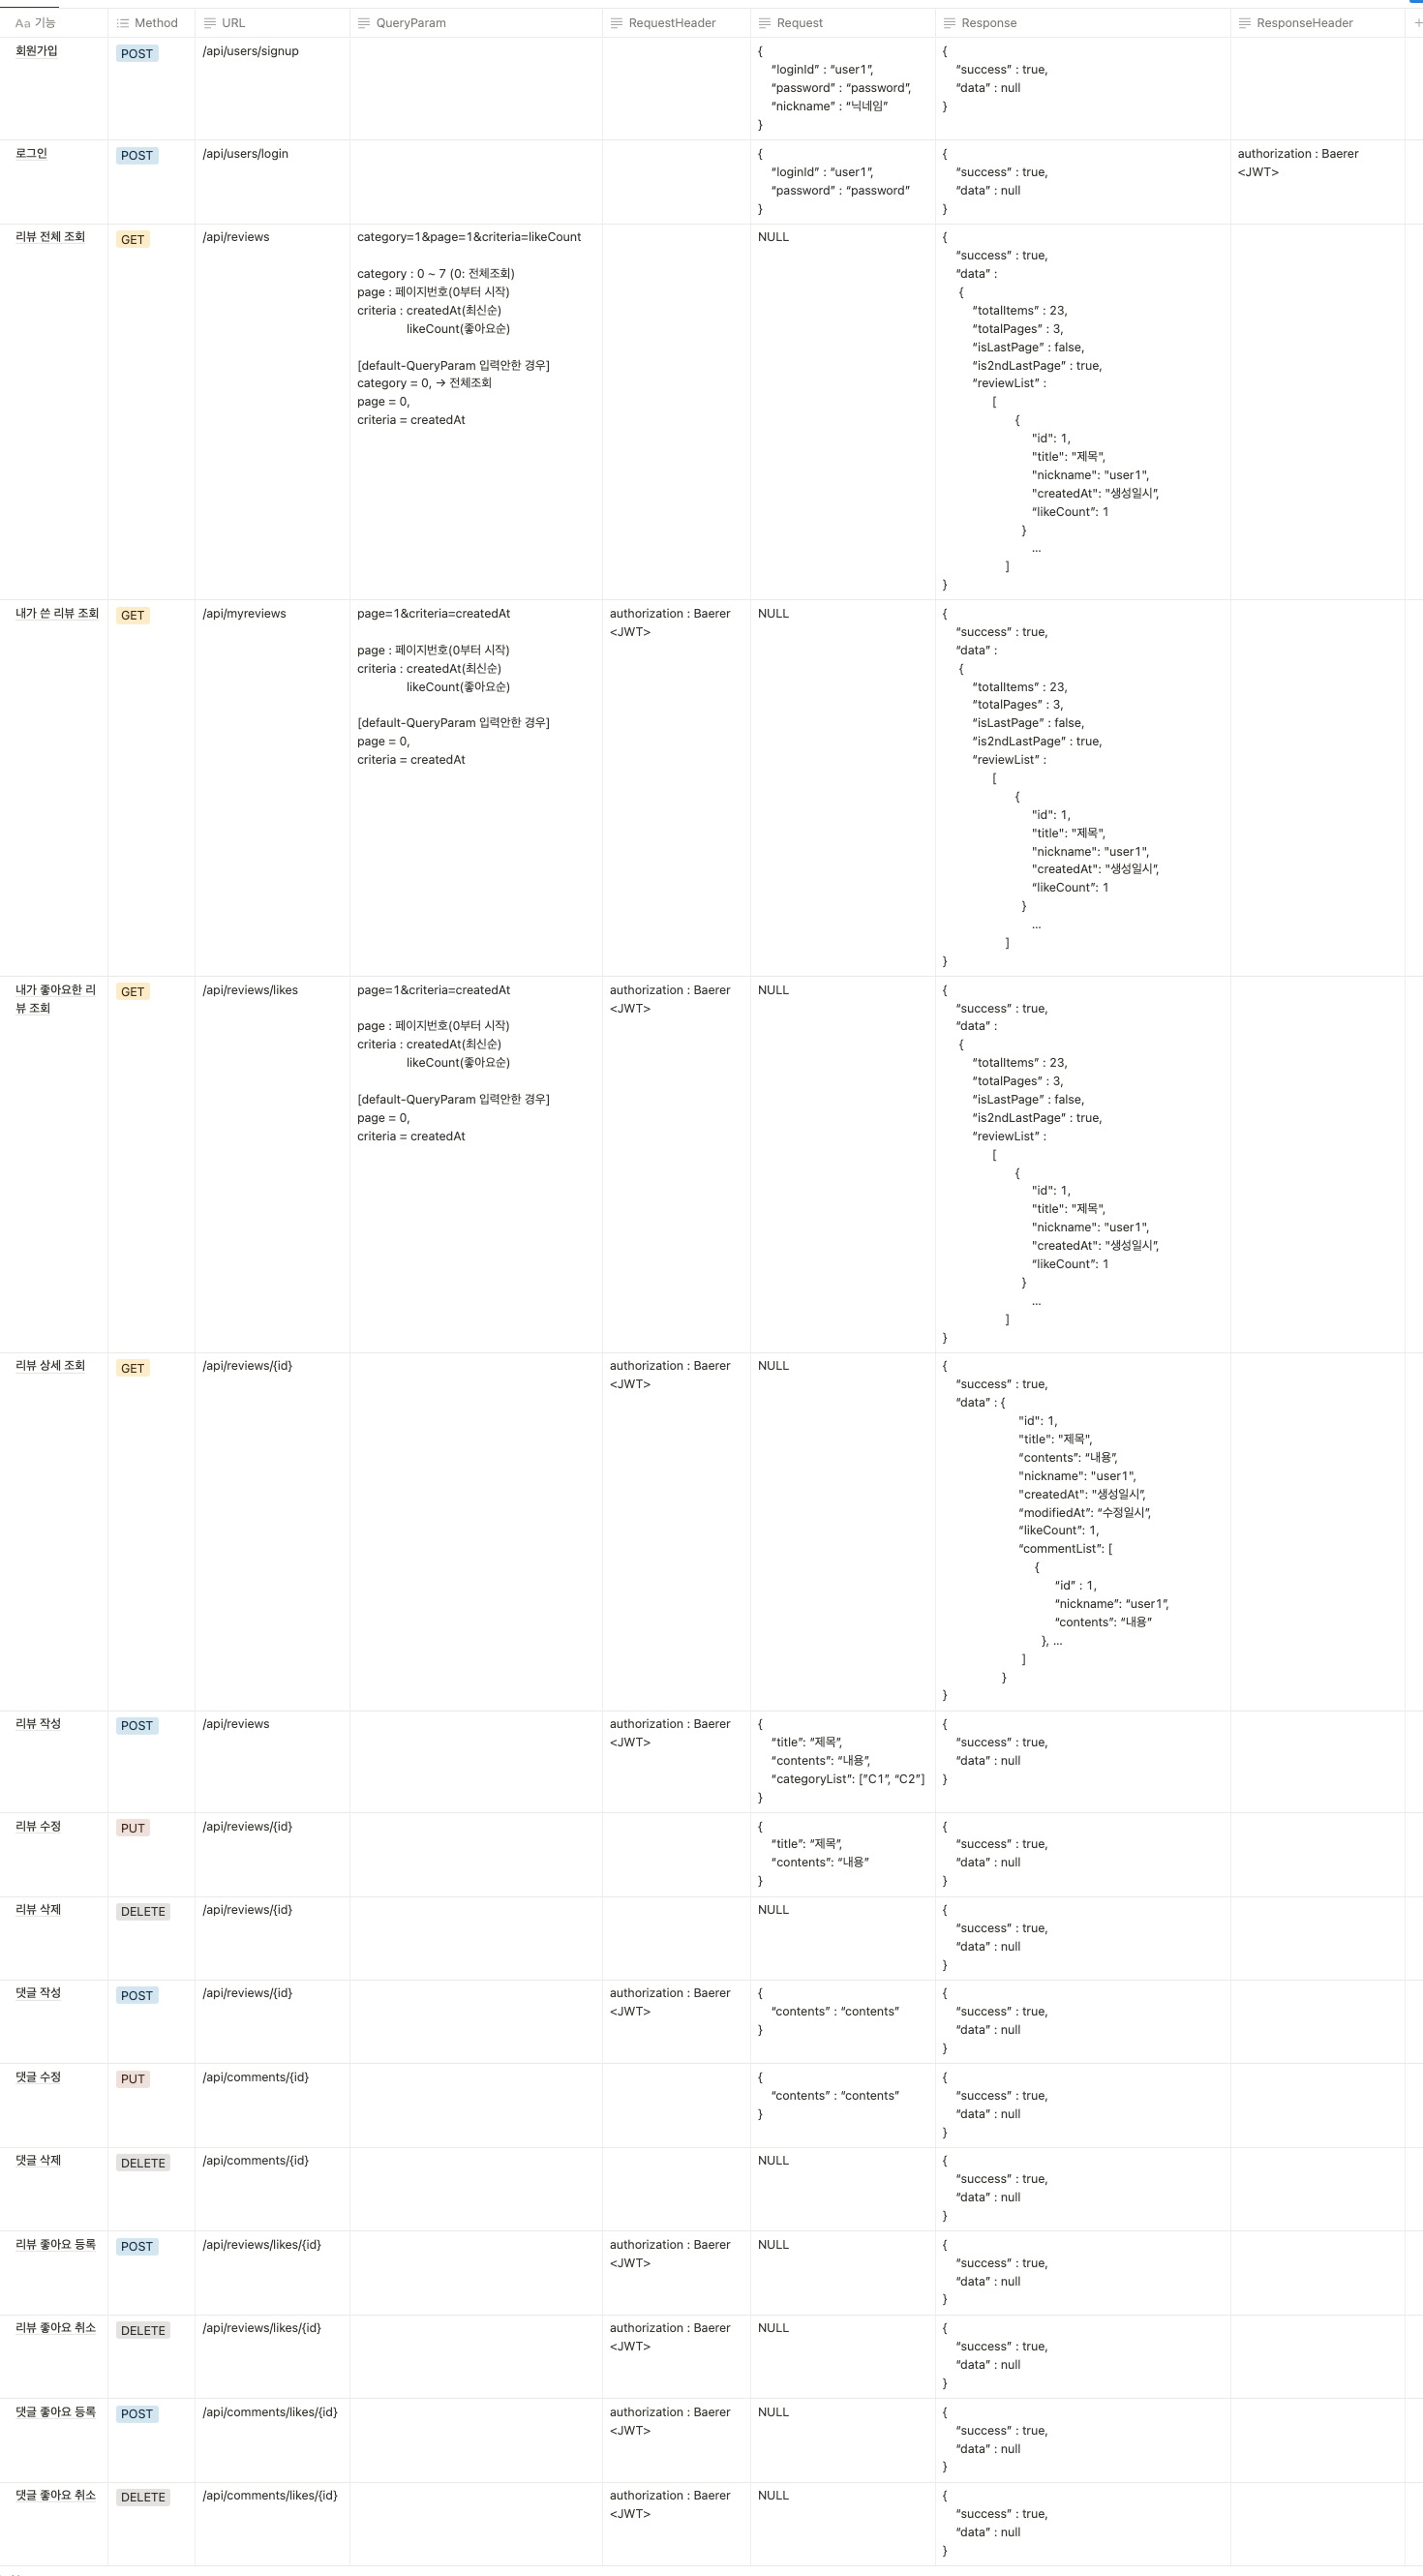 Aa 기능 Method URL QueryParam RequestHeader Request Response ResponseHeader
회원가입 POST /api/users/signup { {
“loginId” : “user1”, “success” : true,
“password” : “password”, “data” : null
“nickname” : “닉네임” }
}
로그인 POST /api/users/login { { authorization : Baerer
“loginId” : “user1”, “success” : true, <JWT>
“password” : “password” “data” : null
} }
리뷰 전체 조회 GET /api/reviews category=1&page=1&criteria=likeCount NULL {
“success” : true,
category : 0 ~ 7 (0: 전체조회) “data” :
page : 페이지번호(0부터 시작) {
criteria : createdAt(최신순) “totalItems” : 23,
likeCount(좋아요순) “totalPages” : 3,
“isLastPage” : false,
[default-QueryParam 입력안한 경우] “is2ndLastPage” : true,
category = 0, → 전체조회 “reviewList” :
page = 0, [
criteria = createdAt {
"id": 1,
"title": "제목",
"nickname": "user1",
"createdAt": "생성일시”,
“likeCount”: 1
}
...
]
}
내가 쓴 리뷰 조회 GET /api/myreviews page=1&criteria=createdAt authorization : Baerer NULL {
<JWT> “success” : true,
page : 페이지번호(0부터 시작) “data” :
criteria : createdAt(최신순) {
likeCount(좋아요순) “totalItems” : 23,
“totalPages” : 3,
[default-QueryParam 입력안한 경우] “isLastPage” : false,
page = 0, “is2ndLastPage” : true,
criteria = createdAt “reviewList” :
[
{
"id": 1,
"title": "제목",
"nickname": "user1",
"createdAt": "생성일시”,
“likeCount”: 1
}
...
]
}
내가 좋아요한 리 GET /api/reviews/likes page=1&criteria=createdAt authorization : Baerer NULL {
뷰 조회 <JWT> “success” : true,
page : 페이지번호(0부터 시작) “data” :
criteria : createdAt(최신순) {
likeCount(좋아요순) “totalItems” : 23,
“totalPages” : 3,
[default-QueryParam 입력안한 경우] “isLastPage” : false,
page = 0, “is2ndLastPage” : true,
criteria = createdAt “reviewList” :
[
{
"id": 1,
"title": "제목",
"nickname": "user1",
"createdAt": "생성일시”,
“likeCount”: 1
}
...
]
}
리뷰 상세 조회 GET /api/reviews/{id} authorization : Baerer NULL {
<JWT> “success” : true,
“data” : {
"id": 1,
"title": "제목",
“contents”: “내용”,
"nickname": "user1",
"createdAt": "생성일시”,
“modifiedAt”: “수정일시”,
“likeCount”: 1,
“commentList”: [
{
“id” : 1,
“nickname”: “user1”,
“contents”: “내용”
}, ...
]
}
}
리뷰 작성 POST /api/reviews authorization : Baerer { {
<JWT> “title”: “제목”, “success” : true,
“contents”: “내용”, “data” : null
“categoryList”: [”C1”, “C2”] }
}
리뷰 수정 PUT /api/reviews/{id} { {
“title”: “제목”, “success” : true,
“contents”: “내용” “data” : null
} }
리뷰 삭제 DELETE /api/reviews/{id} NULL {
“success” : true,
“data” : null
}
댓글 작성 POST /api/reviews/{id} authorization : Baerer { {
<JWT> “contents” : “contents” “success” : true,
} “data” : null
}
댓글 수정 PUT /api/comments/{id} { {
“contents” : “contents” “success” : true,
} “data” : null
}
댓글 삭제 DELETE /api/comments/{id} NULL {
“success” : true,
“data” : null
}
리뷰 좋아요 등록 POST /api/reviews/likes/{id} authorization : Baerer NULL {
<JWT> “success” : true,
“data” : null
}
리뷰 좋아요 취소 DELETE /api/reviews/likes/{id} authorization : Baerer NULL {
<JWT> “success” : true,
“data” : null
}
댓글 좋아요 등록 POST /api/comments/likes/{id} authorization : Baerer NULL {
<JWT> “success” : true,
“data” : null
}
댓글 좋아요 취소 DELETE /api/comments/likes/{id} authorization : Baerer NULL {
<JWT> “success” : true,
“data” : null
}